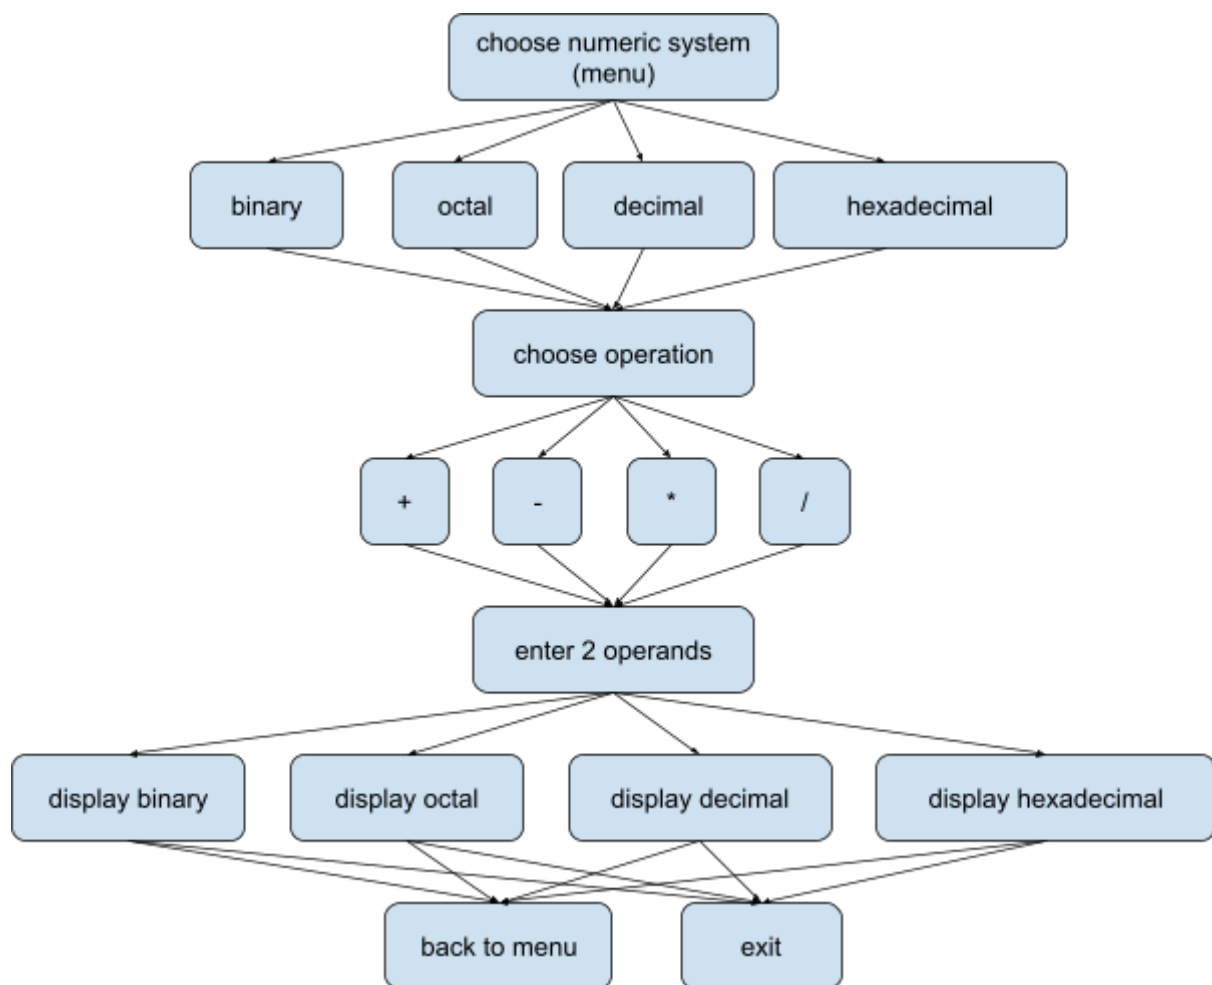 choose numeric system
(menu)
binary
octal
decimal
hexadecimal
choose operation
+
-
*
/
enter 2 operands
display binary
display octal
display decimal
display hexadecimal
back to menu
exit